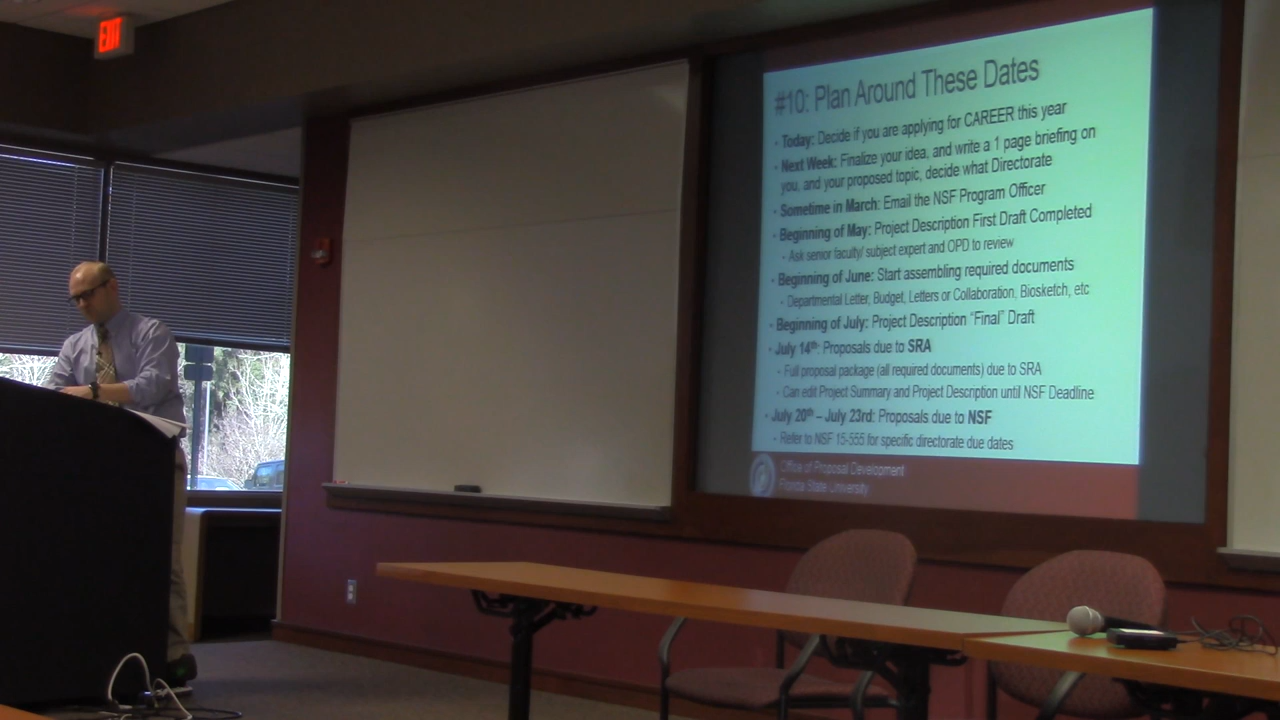 EXIT
#10: Plan Around These Dates
• Today: Decide if you are applying for CAREER this year
• Next Week: Finalize your idea, and write a 1 page briefing on
you, and your proposed topic, decide what Directorate
• Sometime in March: Email the NSF Program Officer
• Beginning of May: Project Description First Draft Completed
• Ask senior faculty/ subject expert and OPD to review
• Beginning of June: Start assembling required documents
• Departmental Letter, Budget, Letters or Collaboration, Biosketch, etc
• Beginning of July: Project Description "Final" Draft
• July 14th: Proposals due to SRA
• Full proposal package (all required documents) due to SRA
• Can edit Project Summary and Project Description until NSF Deadline
• July 20th – July 23rd: Proposals due to NSF
• Refer to NSF 15-555 for specific directorate due dates
Office of Proposal Development
Florida State University